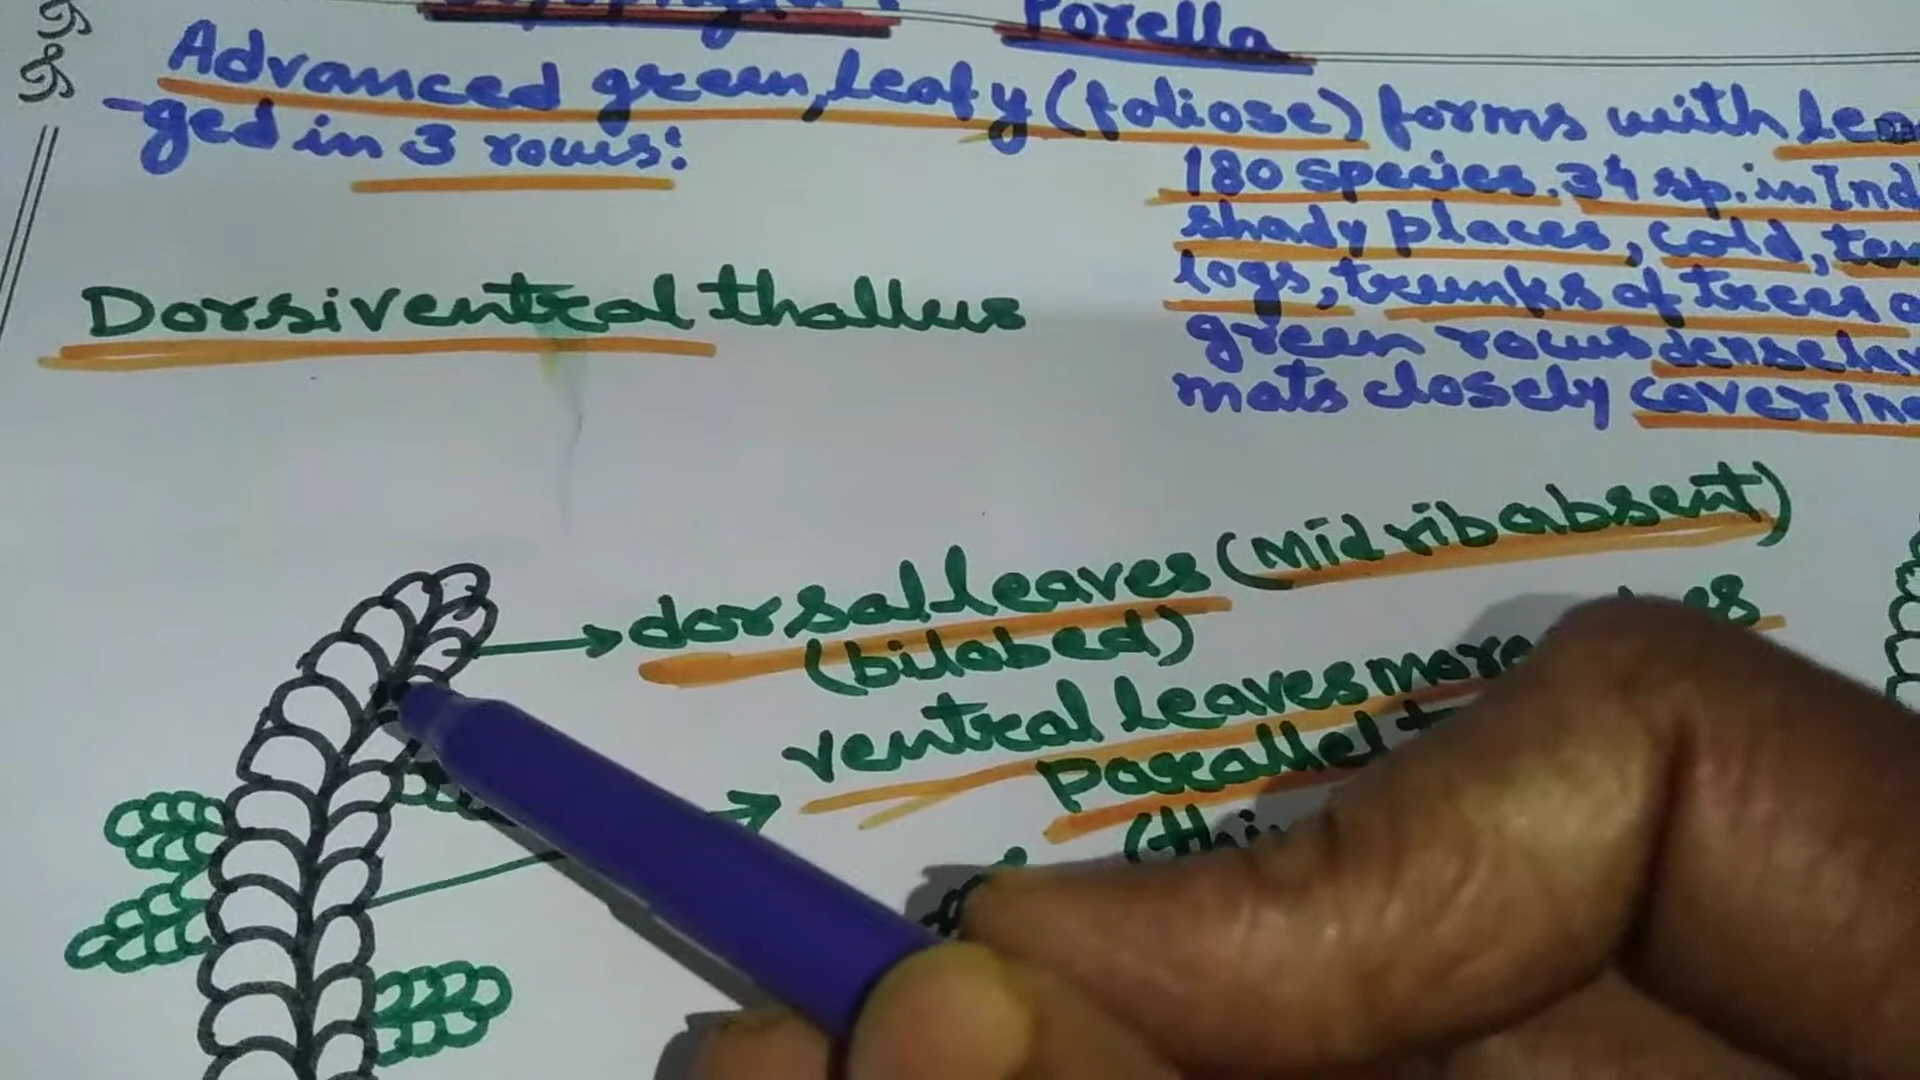 Porella
Advanced green, leafy (foliose) forms with
-ged in 3 rows:
180 species. 34 sp. in
shady places, cold,
logs, trunks of trees
green rows dense
mats closely
Dorsiventral thallus
dorsal leaves (Midrib absent)
(bilobed)
ventral leaves more
parallel